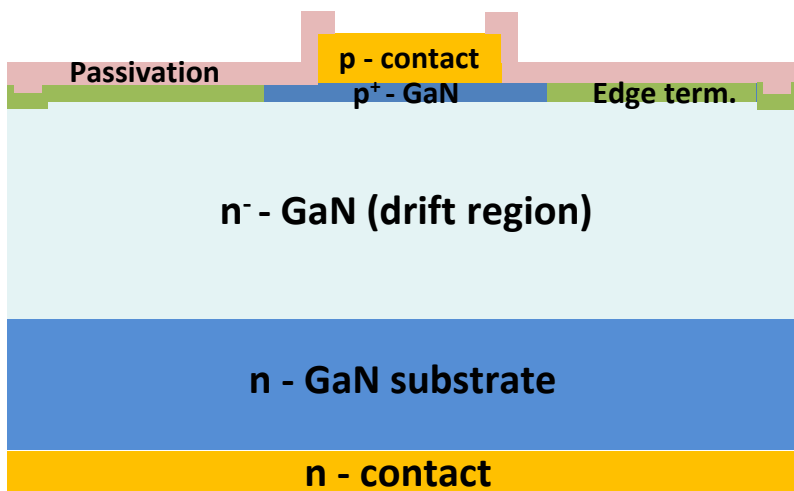 p - contact
Passivation
p⁺ - GaN
Edge term.
n⁻ - GaN (drift region)
n - GaN substrate
n - contact